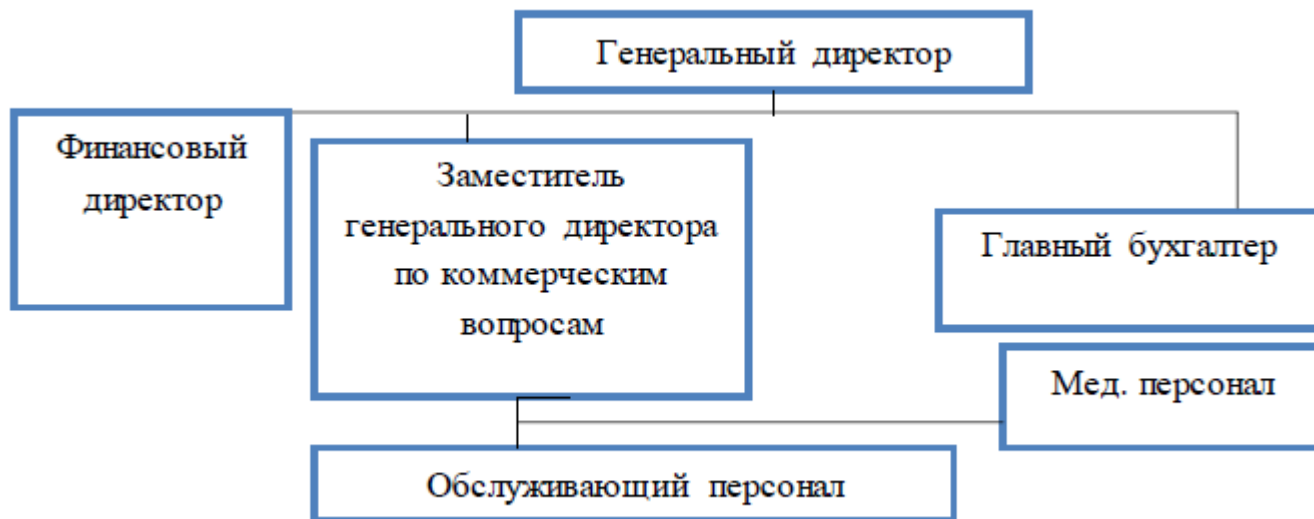 Генеральный директор
Финансовый
директор
Заместитель
генерального директора
по коммерческим
вопросам
Главный бухгалтер
Мед. персонал
Обслуживающий персонал